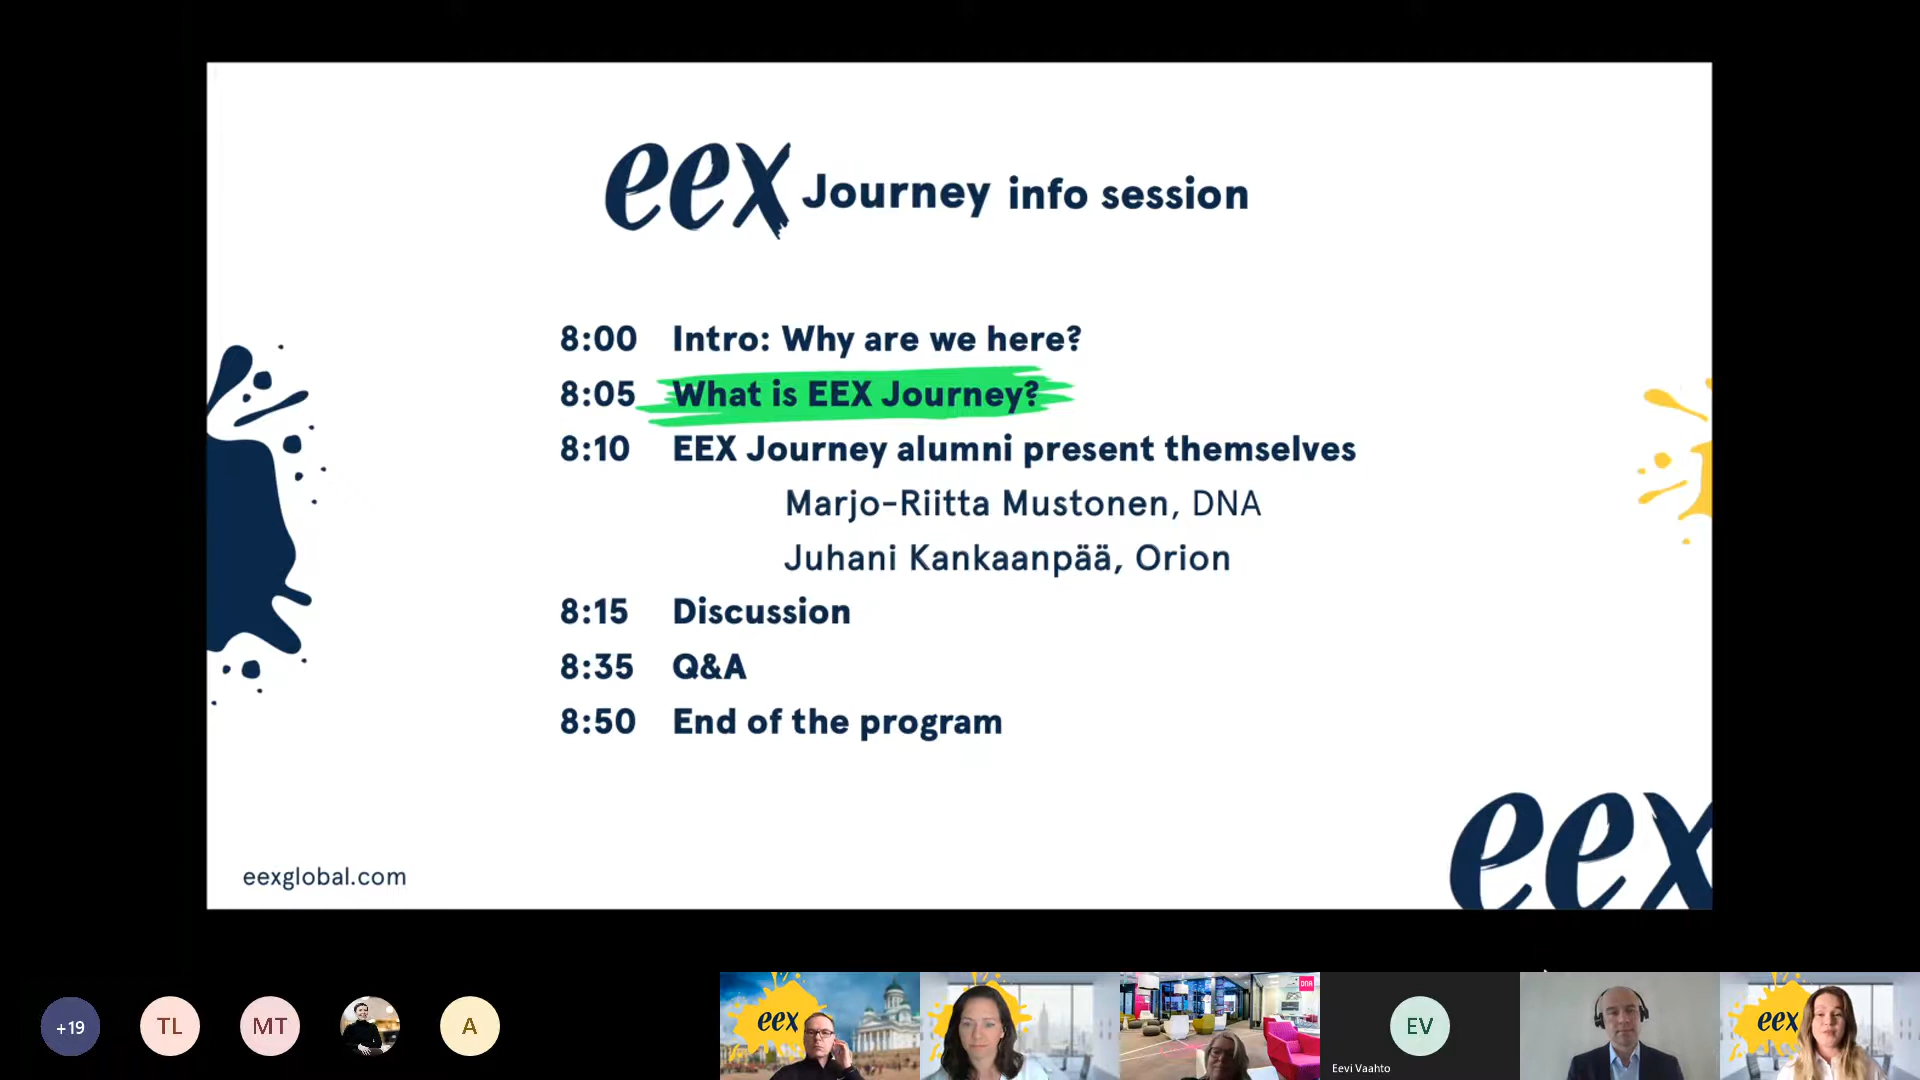 eex Journey info session
8:00 Intro: Why are we here?
8:05 What is EEX Journey?
8:10 EEX Journey alumni present themselves
Marjo-Riitta Mustonen, DNA
Juhani Kankaanpää, Orion
8:15 Discussion
8:35 Q&A
8:50 End of the program
eexglobal.com
eex
+19
TL
MT
A
eex
DNA
EV
Eevi Vaahto
eex